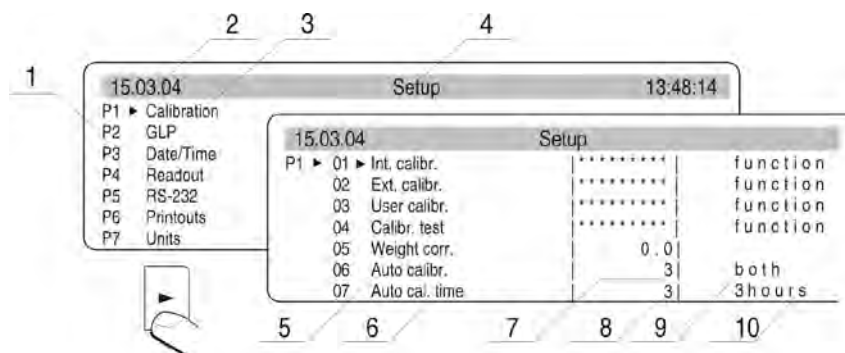 1 2 3 4
15.03.04 Setup 13:48:14
P1 ► Calibration
P2 GLP
P3 Date/Time
P4 Readout
P5 RS-232
P6 Printouts
P7 Units
15.03.04 Setup
P1 ► 01 ► Int. calibr. |*********| function
02 Ext. calibr. |*********| function
03 User calibr. |*********| function
04 Calibr. test |*********| function
05 Weight corr. | 0.0|
06 Auto calibr. | 3| both
07 Auto cal. time | 3| 3hours
5 6 7 8 9 10